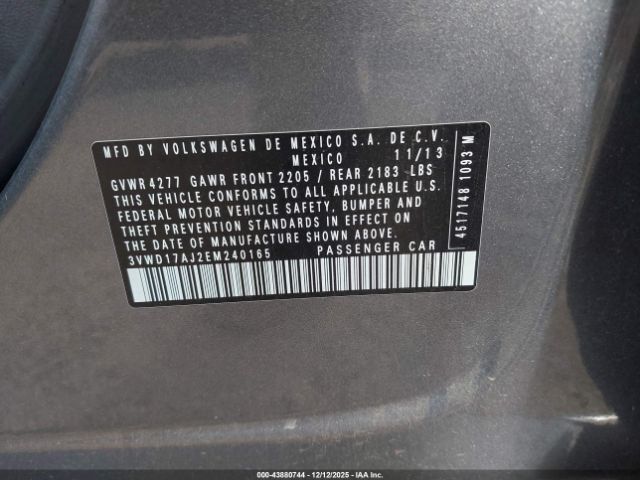 MFD BY VOLKSWAGEN DE MEXICO S.A. DE C.V.
MEXICO 11/13
GVWR 4277 GAWR FRONT 2205 / REAR 2183 LBS
THIS VEHICLE CONFORMS TO ALL APPLICABLE U.S.
FEDERAL MOTOR VEHICLE SAFETY, BUMPER AND
THEFT PREVENTION STANDARDS IN EFFECT ON
THE DATE OF MANUFACTURE SHOWN ABOVE.
3VWD17AJ2EM240165 PASSENGER CAR
4517148 1093 M
00-43880744 / 12/12/2025 / Copyright IAA, Inc.